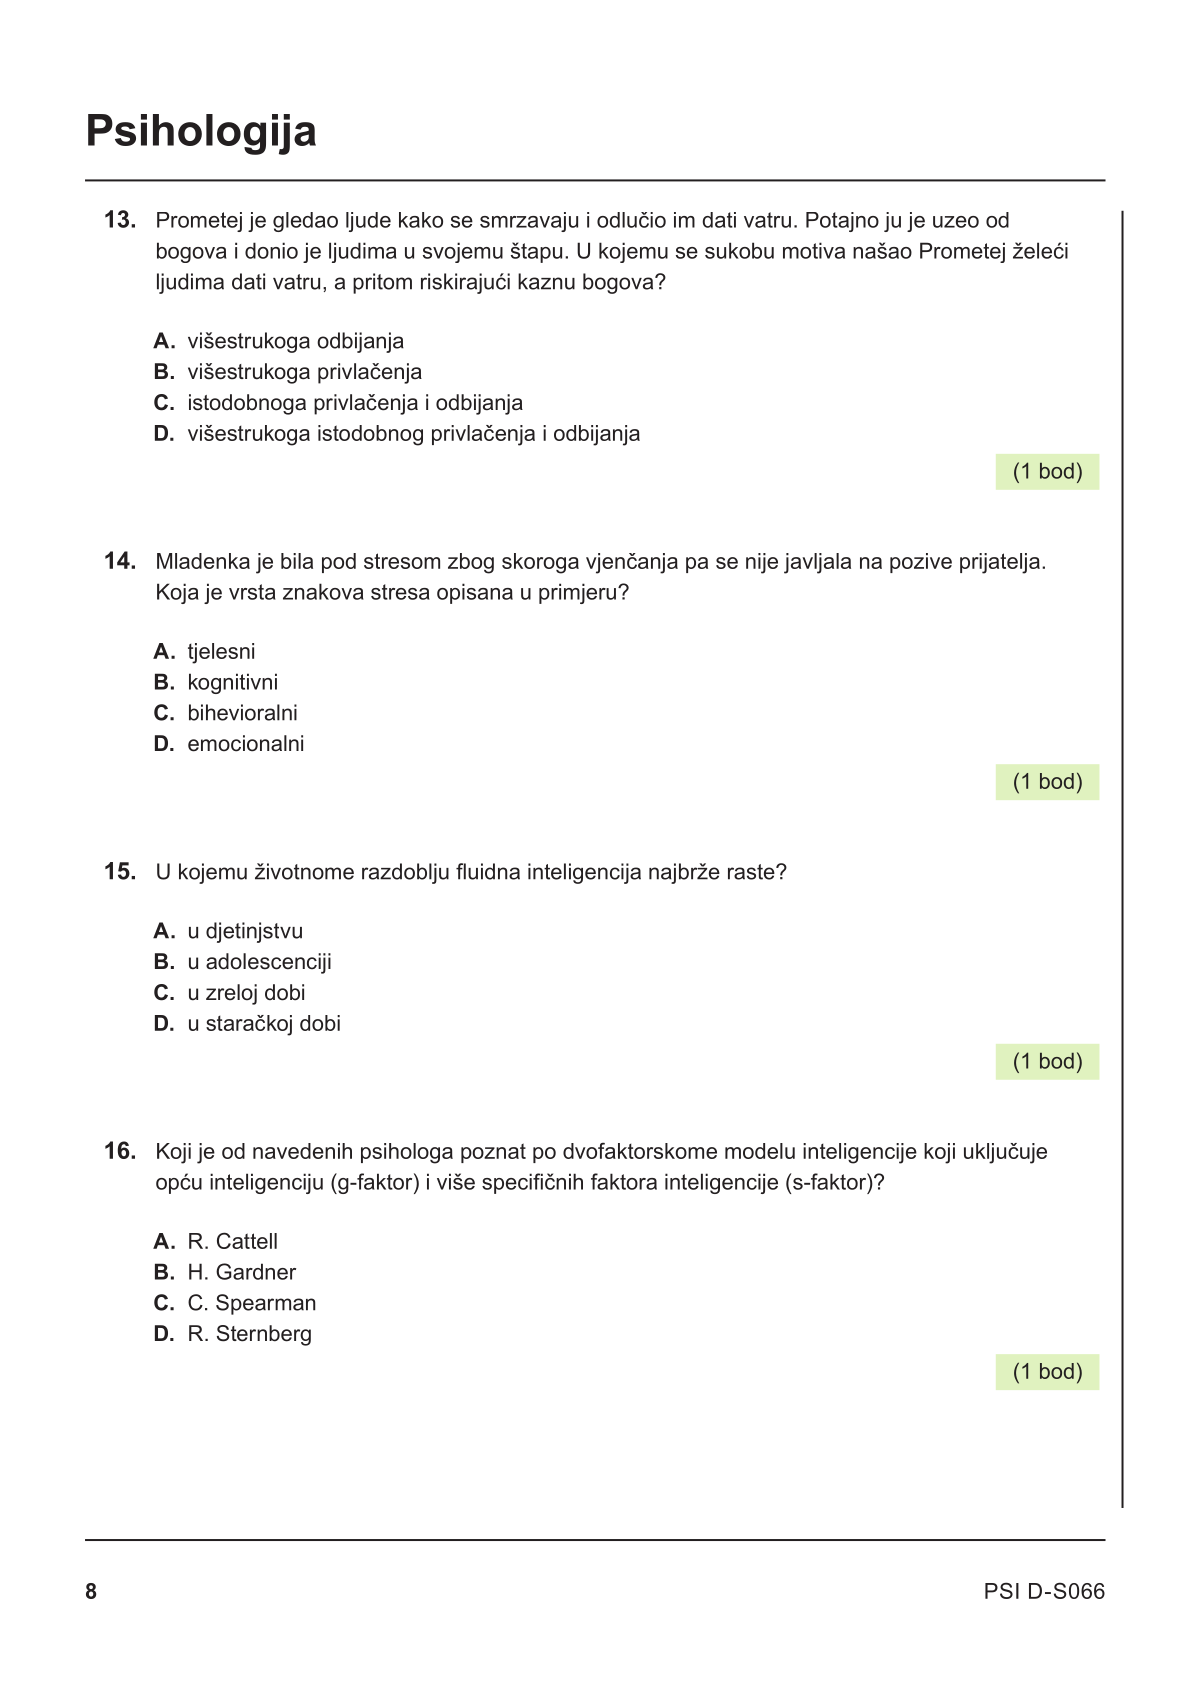 Psihologija
13. Prometej je gledao ljude kako se smrzavaju i odlučio im dati vatru. Potajno ju je uzeo od
bogova i donio je ljudima u svojemu štapu. U kojemu se sukobu motiva našao Prometej želeći
ljudima dati vatru, a pritom riskirajući kaznu bogova?
A. višestrukoga odbijanja
B. višestrukoga privlačenja
C. istodobnoga privlačenja i odbijanja
D. višestrukoga istodobnog privlačenja i odbijanja
(1 bod)
14. Mladenka je bila pod stresom zbog skoroga vjenčanja pa se nije javljala na pozive prijatelja.
Koja je vrsta znakova stresa opisana u primjeru?
A. tjelesni
B. kognitivni
C. bihevioralni
D. emocionalni
(1 bod)
15. U kojemu životnome razdoblju fluidna inteligencija najbrže raste?
A. u djetinjstvu
B. u adolescenciji
C. u zreloj dobi
D. u staračkoj dobi
(1 bod)
16. Koji je od navedenih psihologa poznat po dvofaktorskome modelu inteligencije koji uključuje
opću inteligenciju (g-faktor) i više specifičnih faktora inteligencije (s-faktor)?
A. R. Cattell
B. H. Gardner
C. C. Spearman
D. R. Sternberg
(1 bod)
8
PSI D-S066